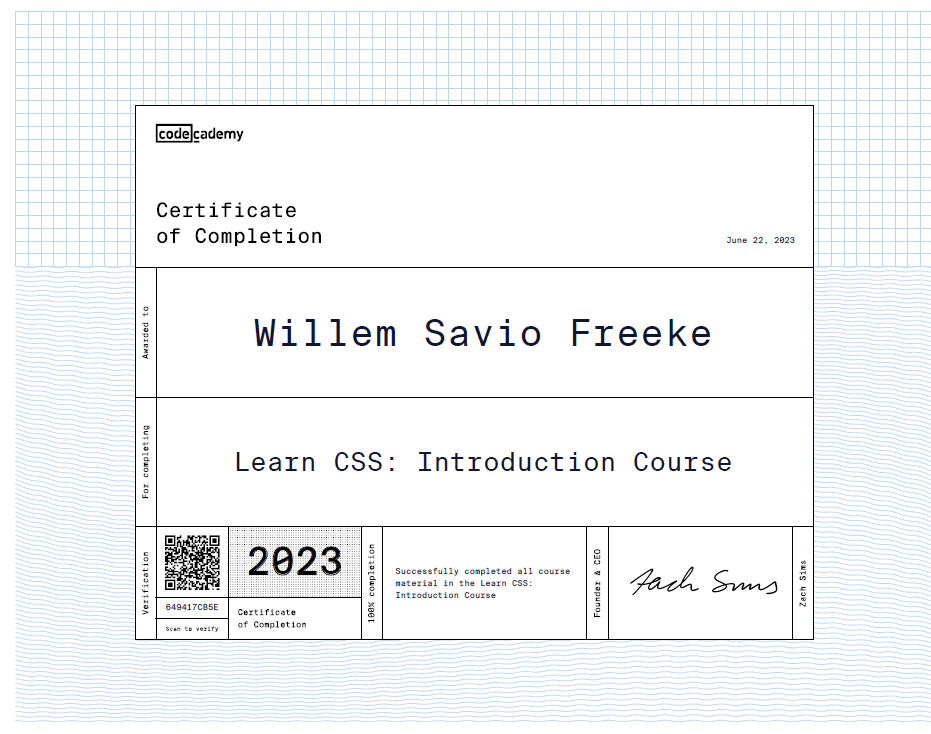 codecademy
Certificate
of Completion
June 22, 2023
Awarded to
Willem Savio Freeke
For completing
Learn CSS: Introduction Course
Verification
649417CB5E
Scan to verify
2023
Certificate
of Completion
100% completion
Successfully completed all course
material in the Learn CSS:
Introduction Course
Founder & CEO
Zach Sims
Zach Sims